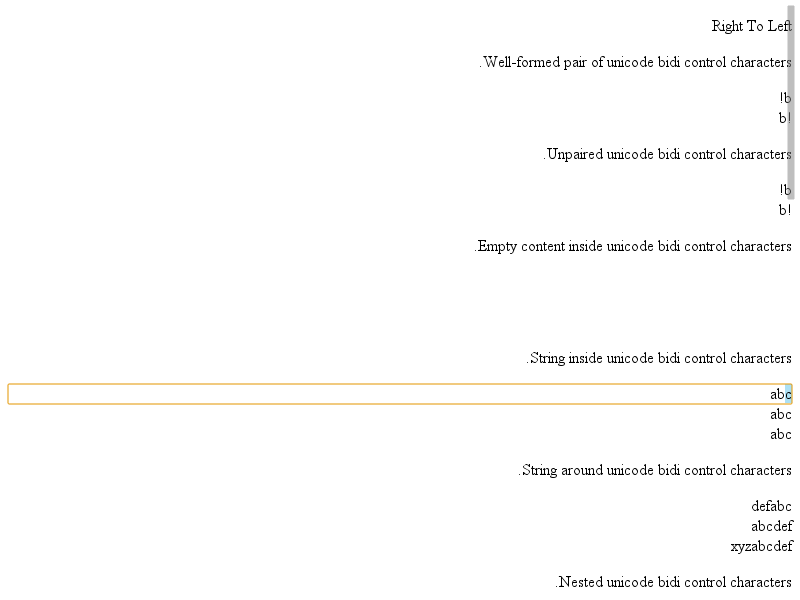 Right To Left
.Well-formed pair of unicode bidi control characters
!b
b!
.Unpaired unicode bidi control characters
!b
b!
.Empty content inside unicode bidi control characters
.String inside unicode bidi control characters
abc
abc
abc
.String around unicode bidi control characters
defabc
abcdef
xyzabcdef
.Nested unicode bidi control characters